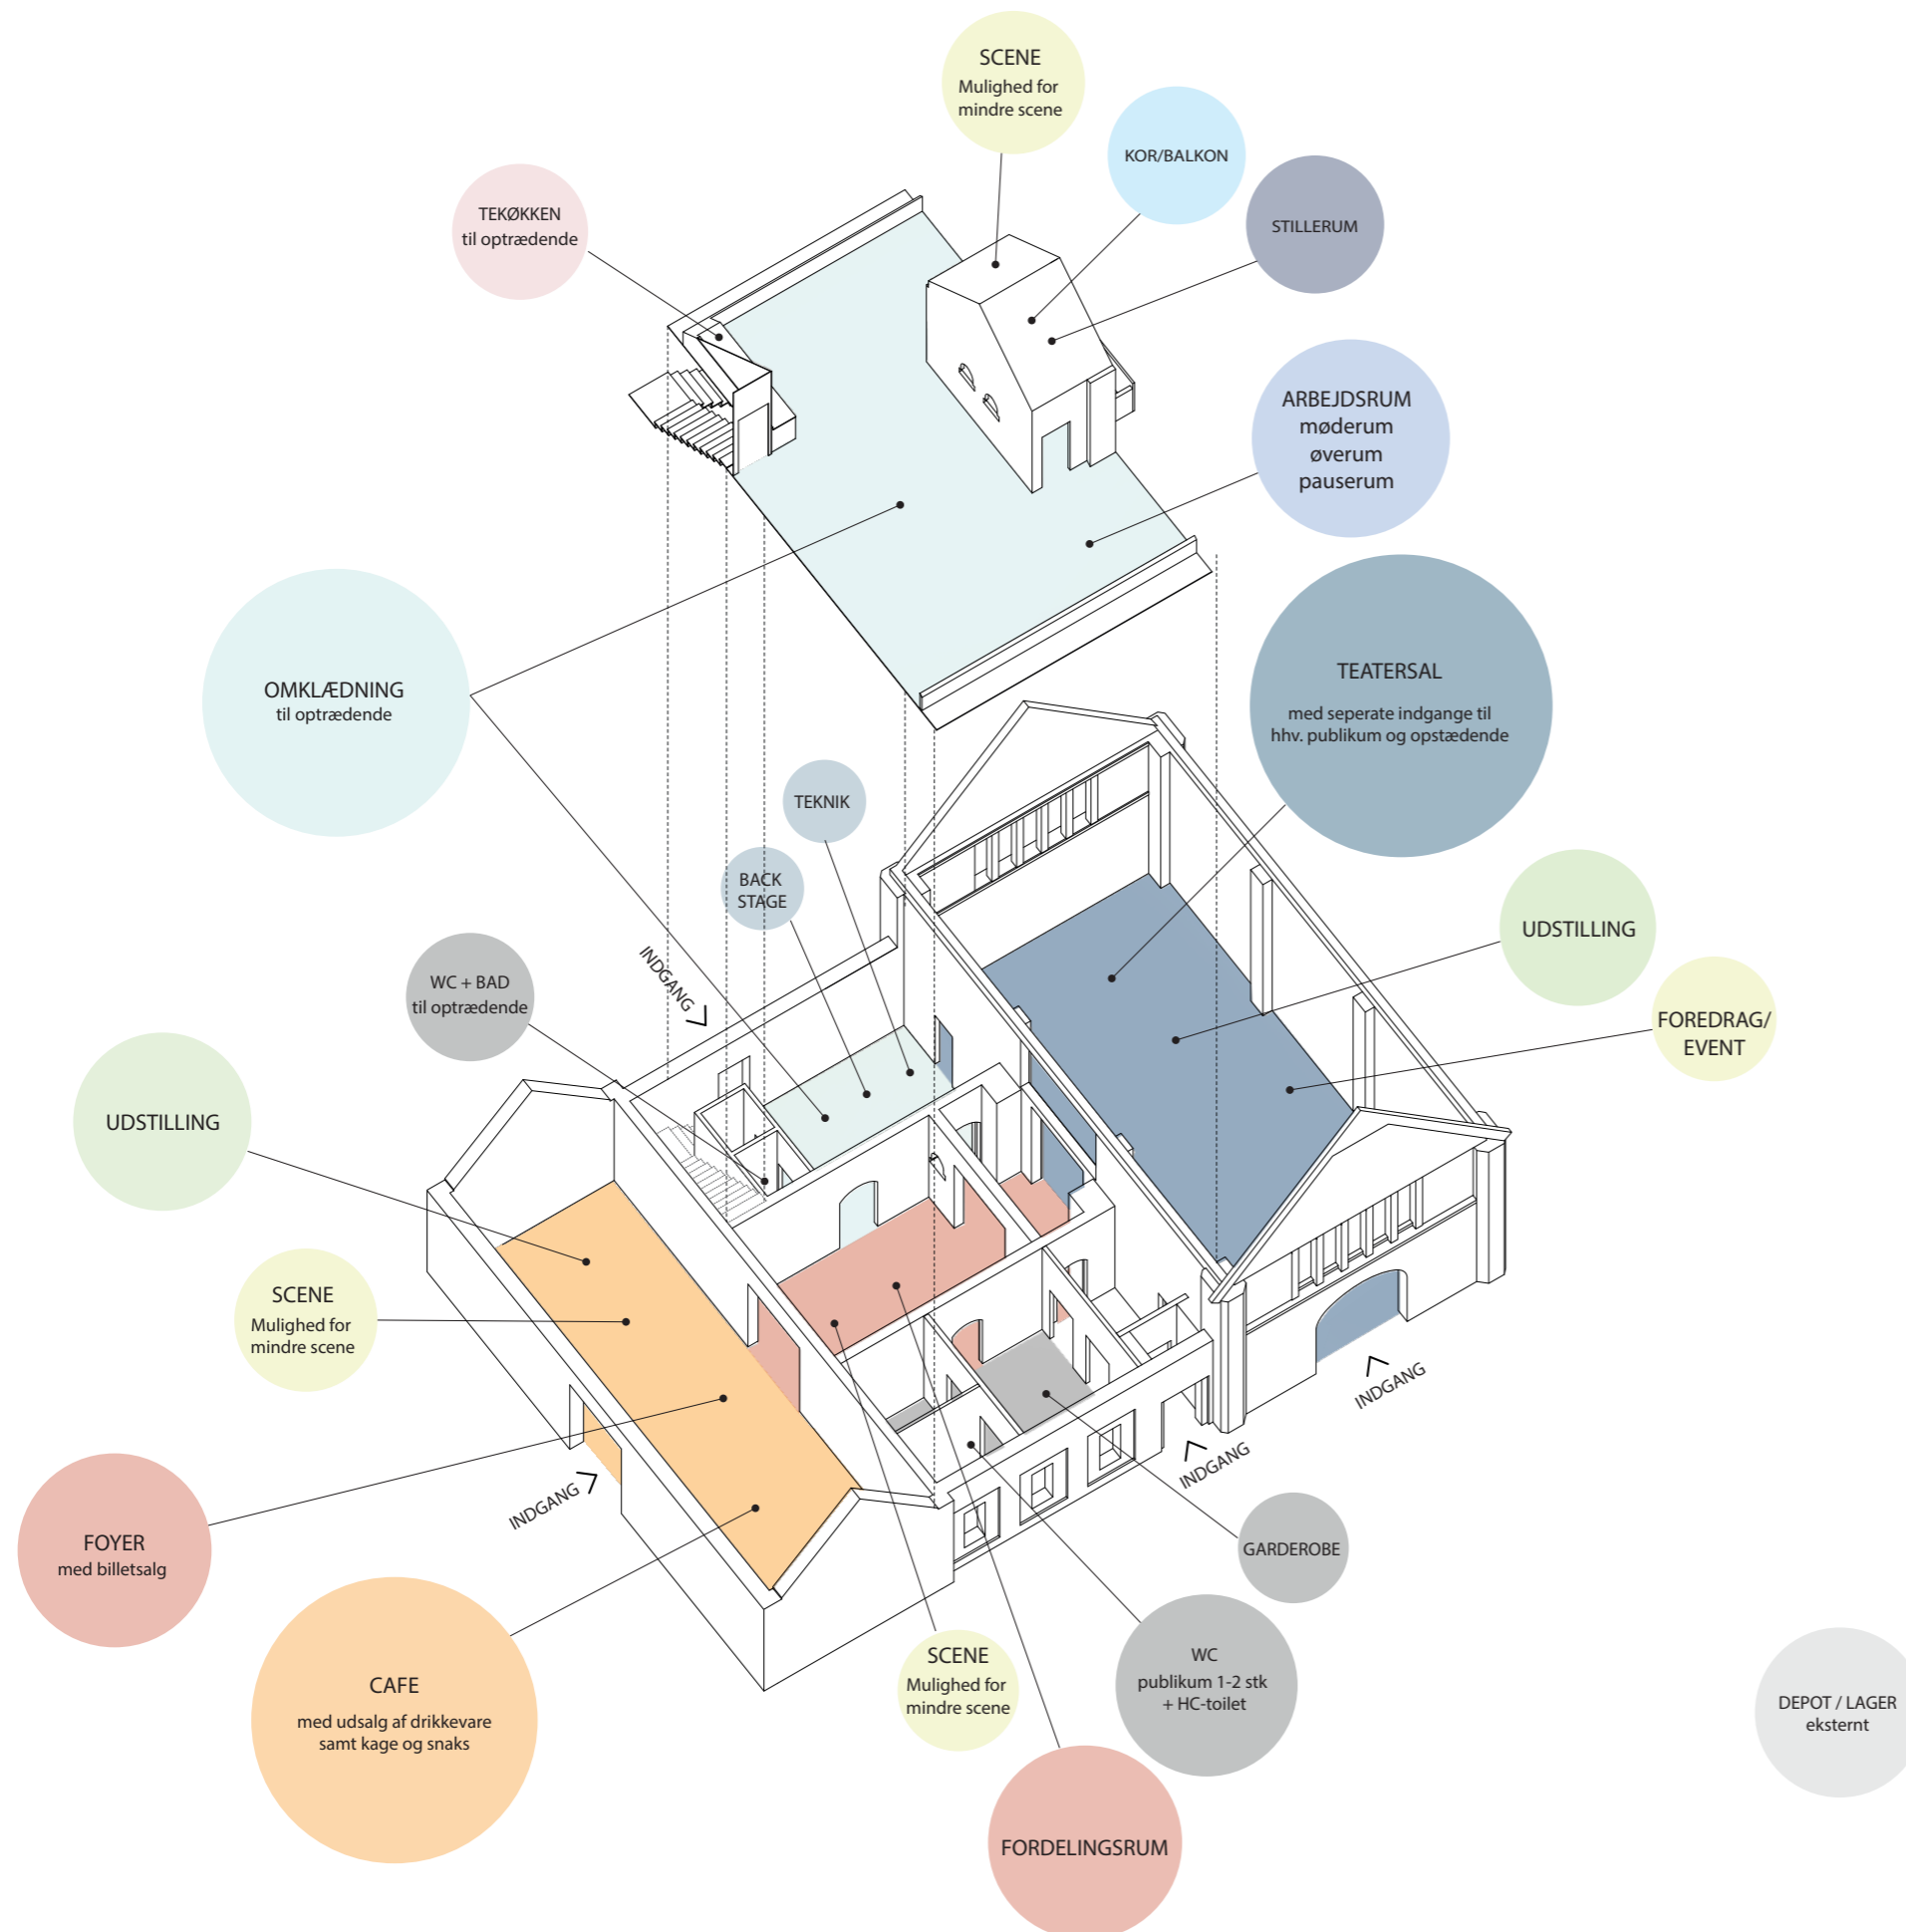 SCENE
Mulighed for
mindre scene
KOR/BALKON
TEKØKKEN
til optrædende
STILLERUM
ARBEJDSRUM
møderum
øverum
pauserum
OMKLÆDNING
til optrædende
TEATERSAL
med seperate indgange til
hhv. publikum og opstædende
TEKNIK
BACK
STAGE
UDSTILLING
INDGANG
WC + BAD
til optrædende
FOREDRAG/
EVENT
UDSTILLING
SCENE
Mulighed for
mindre scene
INDGANG
INDGANG
INDGANG
FOYER
med billetsalg
GARDEROBE
CAFE
med udsalg af drikkevare
samt kage og snaks
SCENE
Mulighed for
mindre scene
WC
publikum 1-2 stk
+ HC-toilet
DEPOT / LAGER
eksternt
FORDELINGSRUM